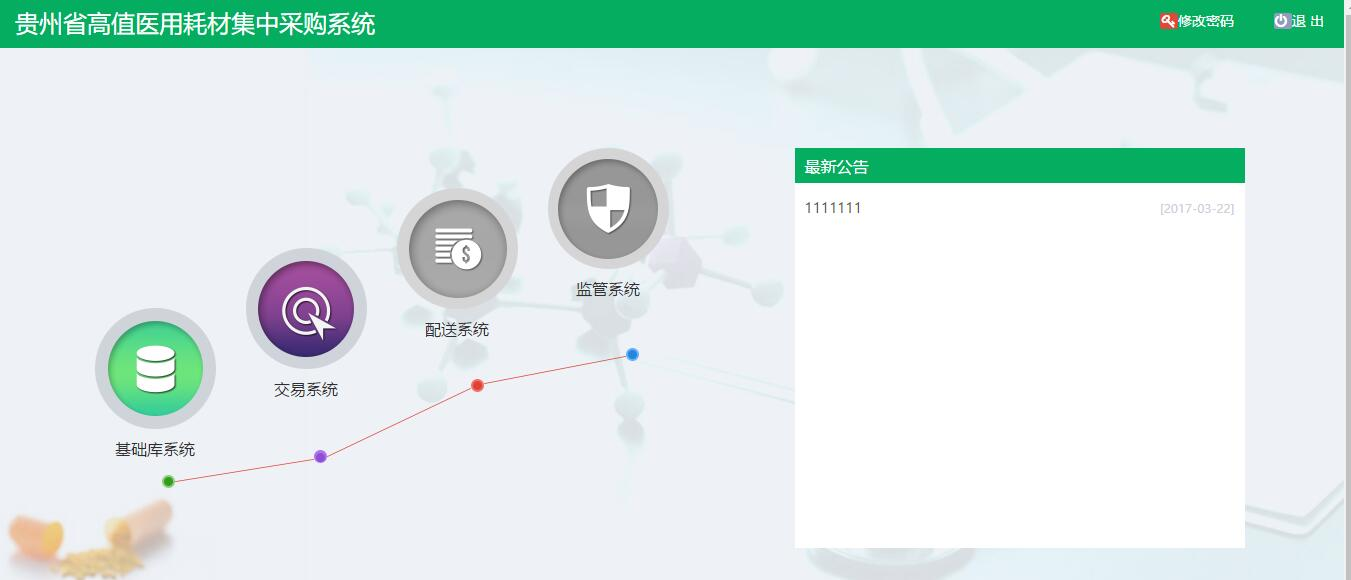 贵州省高值医用耗材集中采购系统
修改密码
退 出
最新公告
1111111
[2017-03-22]
监管系统
配送系统
交易系统
基础库系统
$